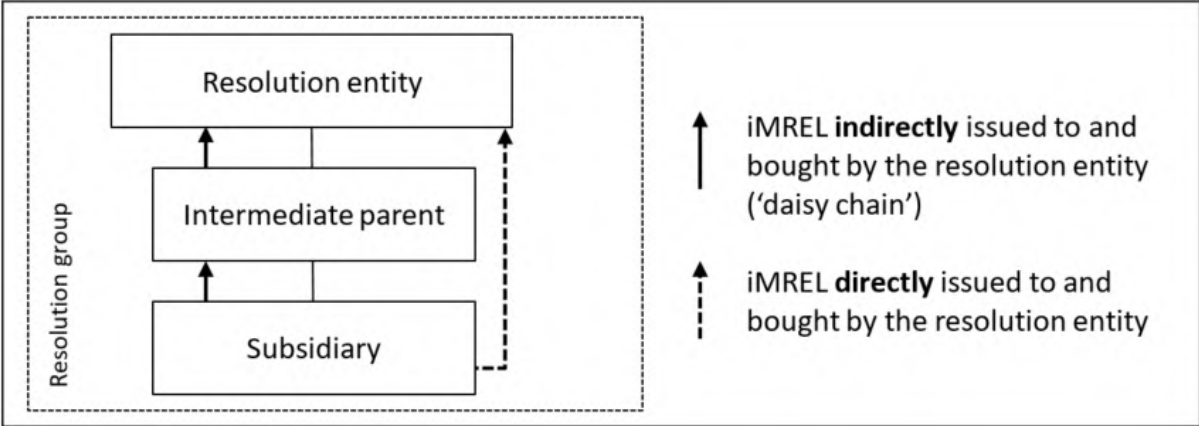 Resolution entity
Intermediate parent
Subsidiary
Resolution group
iMREL indirectly issued to and
bought by the resolution entity
(‘daisy chain’)
iMREL directly issued to and
bought by the resolution entity